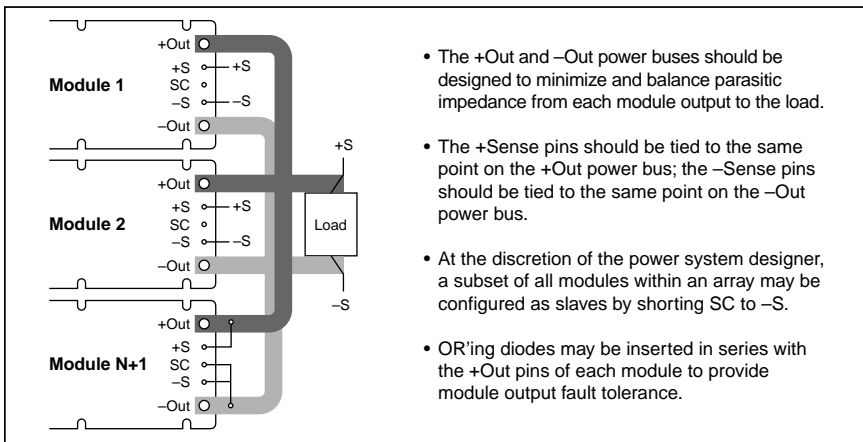 +Out
+S
+S
Module 1
SC
–S
–S
–Out
+S
+Out
+S
+S
Module 2
SC
Load
–S
–S
–Out
–S
+Out
+S
Module N+1
SC
–S
–Out
• The +Out and –Out power buses should be
designed to minimize and balance parasitic
impedance from each module output to the load.
• The +Sense pins should be tied to the same
point on the +Out power bus; the –Sense pins
should be tied to the same point on the –Out
power bus.
• At the discretion of the power system designer,
a subset of all modules within an array may be
configured as slaves by shorting SC to –S.
• OR'ing diodes may be inserted in series with
the +Out pins of each module to provide
module output fault tolerance.